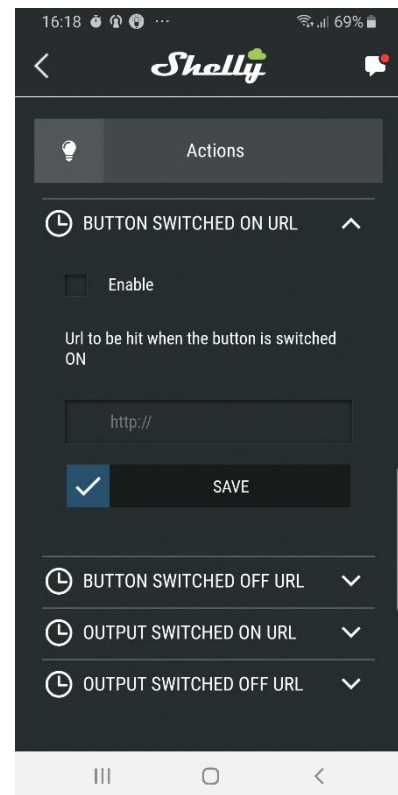 16:18 69%
Shelly
Actions
BUTTON SWITCHED ON URL
Enable
Url to be hit when the button is switched
ON
http://
SAVE
BUTTON SWITCHED OFF URL
OUTPUT SWITCHED ON URL
OUTPUT SWITCHED OFF URL